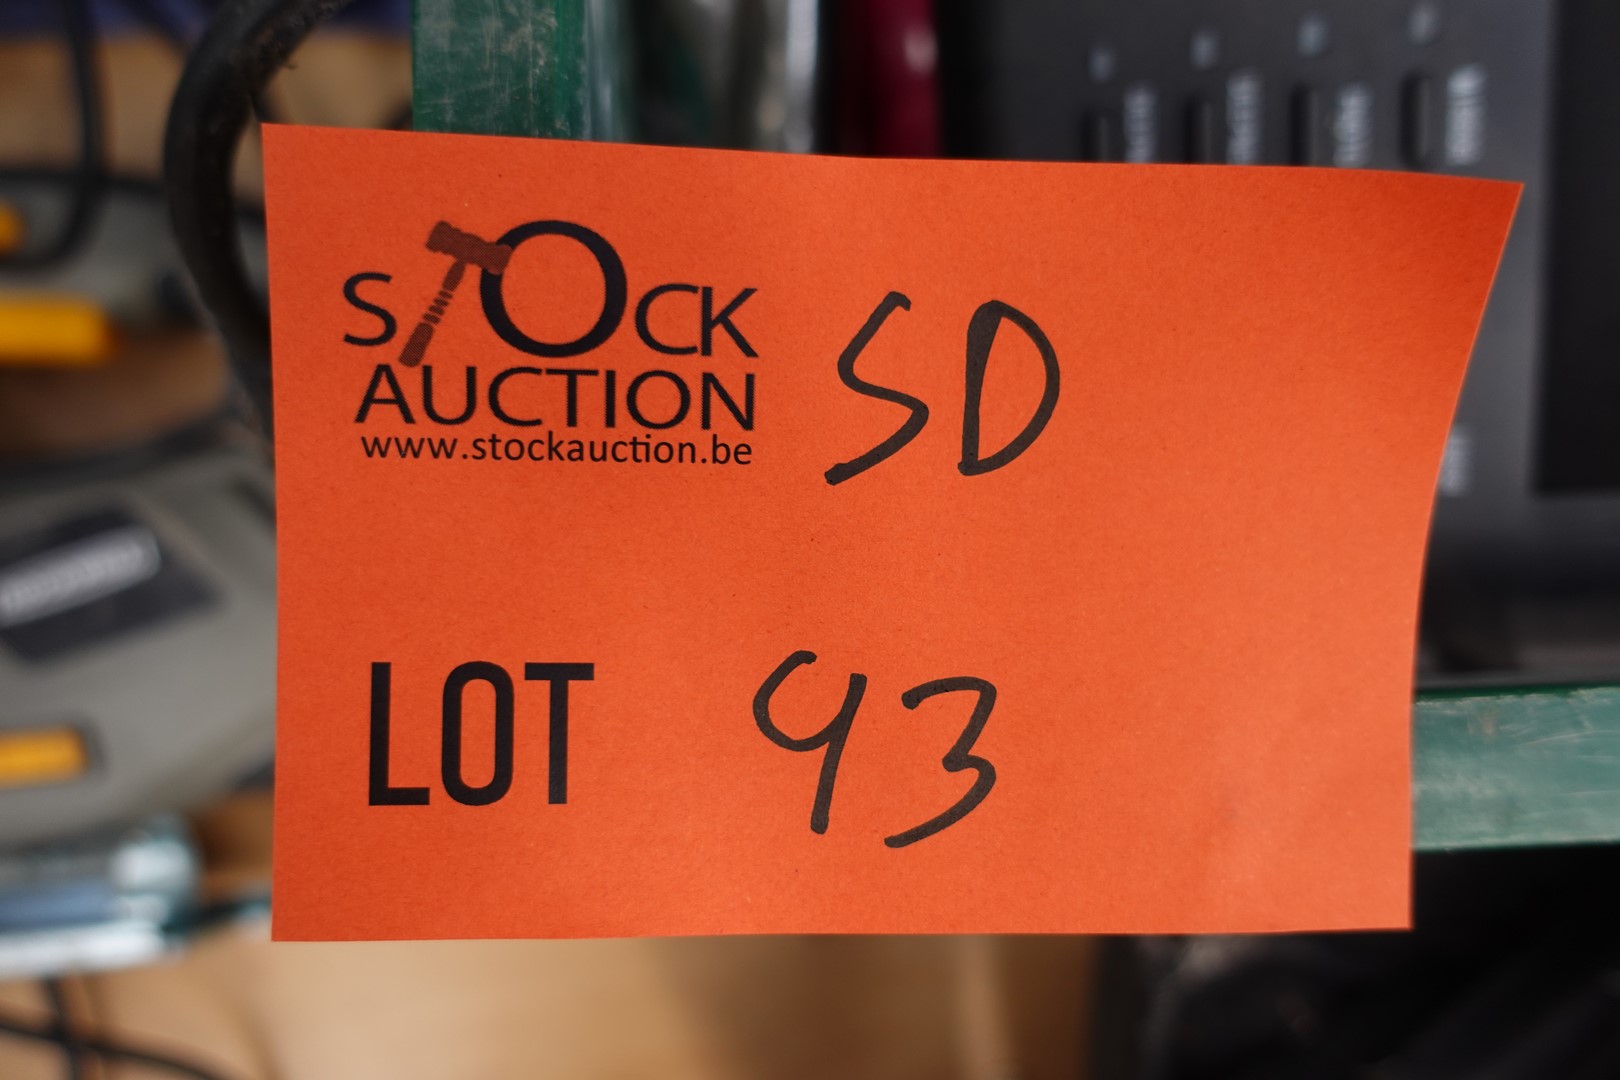 STOCK SD
AUCTION
www.stockauction.be
LOT 93